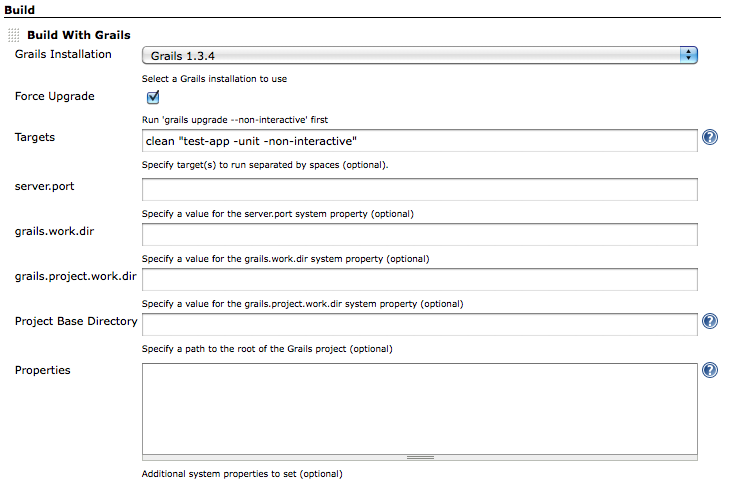 Build
Build With Grails
Grails Installation
Grails 1.3.4
Select a Grails installation to use
Force Upgrade
Run 'grails upgrade --non-interactive' first
Targets
clean "test-app -unit -non-interactive"
?
Specify target(s) to run separated by spaces (optional).
server.port
Specify a value for the server.port system property (optional)
grails.work.dir
Specify a value for the grails.work.dir system property (optional)
grails.project.work.dir
Specify a value for the grails.project.work.dir system property (optional)
Project Base Directory
?
Specify a path to the root of the Grails project (optional)
Properties
?
Additional system properties to set (optional)